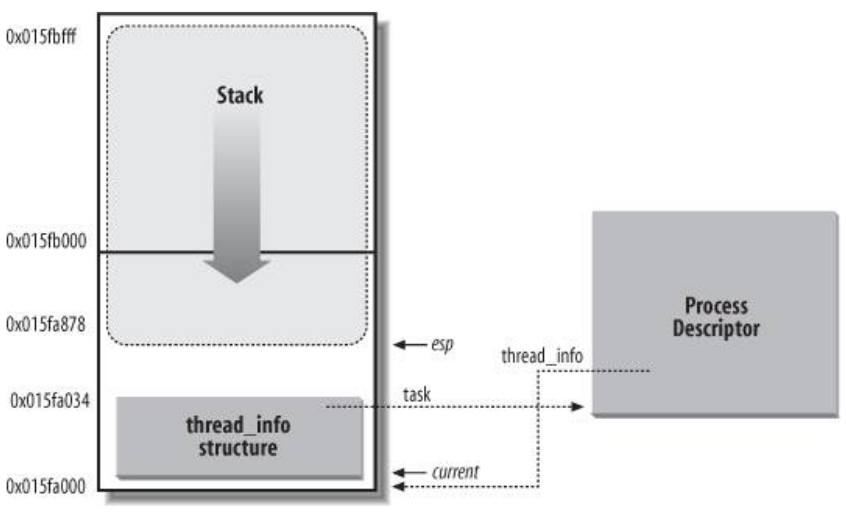 0x015fbfff
Stack
0x015fb000
Process
Descriptor
0x015fa878
esp
thread_info
0x015fa034
task
thread_info
structure
current
0x015fa000